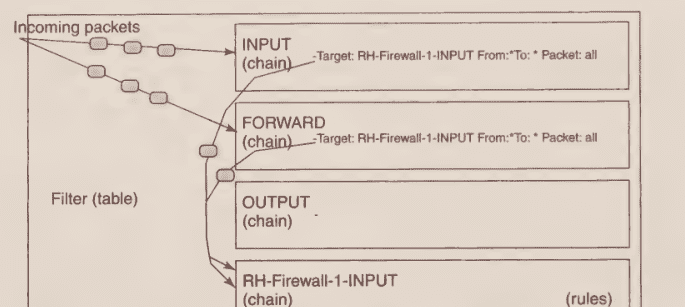 Incoming packets
INPUT
(chain)
-Target: RH-Firewall-1-INPUT From:*To: * Packet: all
FORWARD
(chain)
-Target: RH-Firewall-1-INPUT From:*To: * Packet: all
Filter (table)
OUTPUT
(chain)
RH-Firewall-1-INPUT
(chain)
(rules)